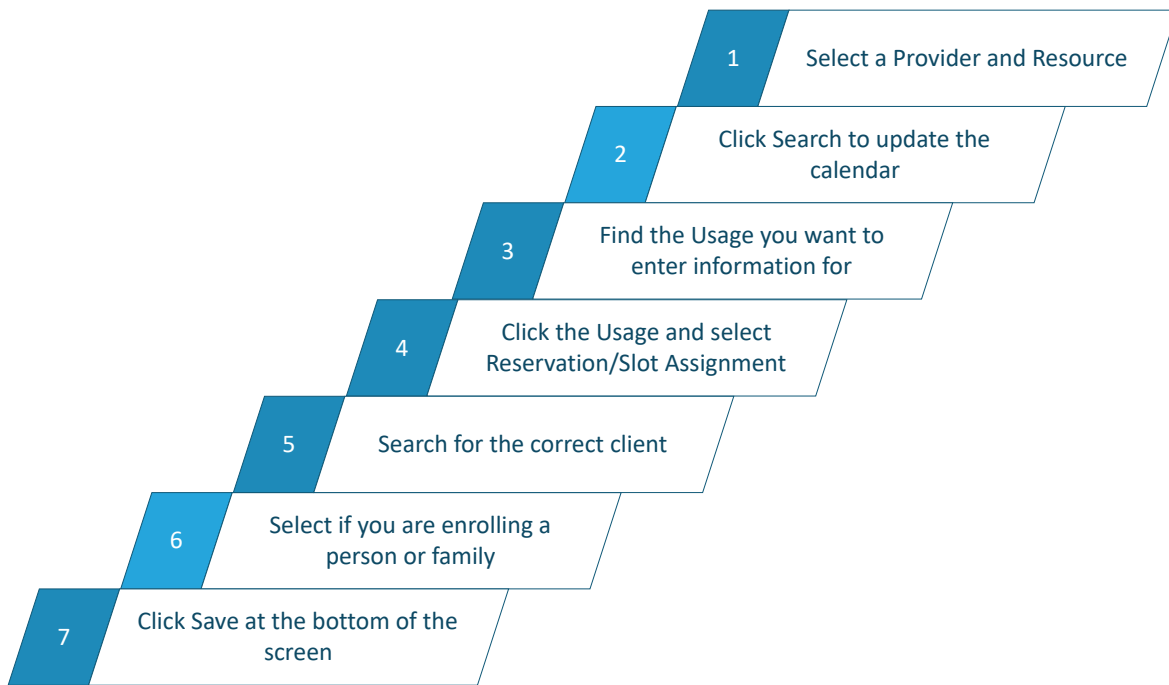 1
Select a Provider and Resource
2
Click Search to update the
calendar
3
Find the Usage you want to
enter information for
4
Click the Usage and select
Reservation/Slot Assignment
5
Search for the correct client
6
Select if you are enrolling a
person or family
7
Click Save at the bottom of the
screen